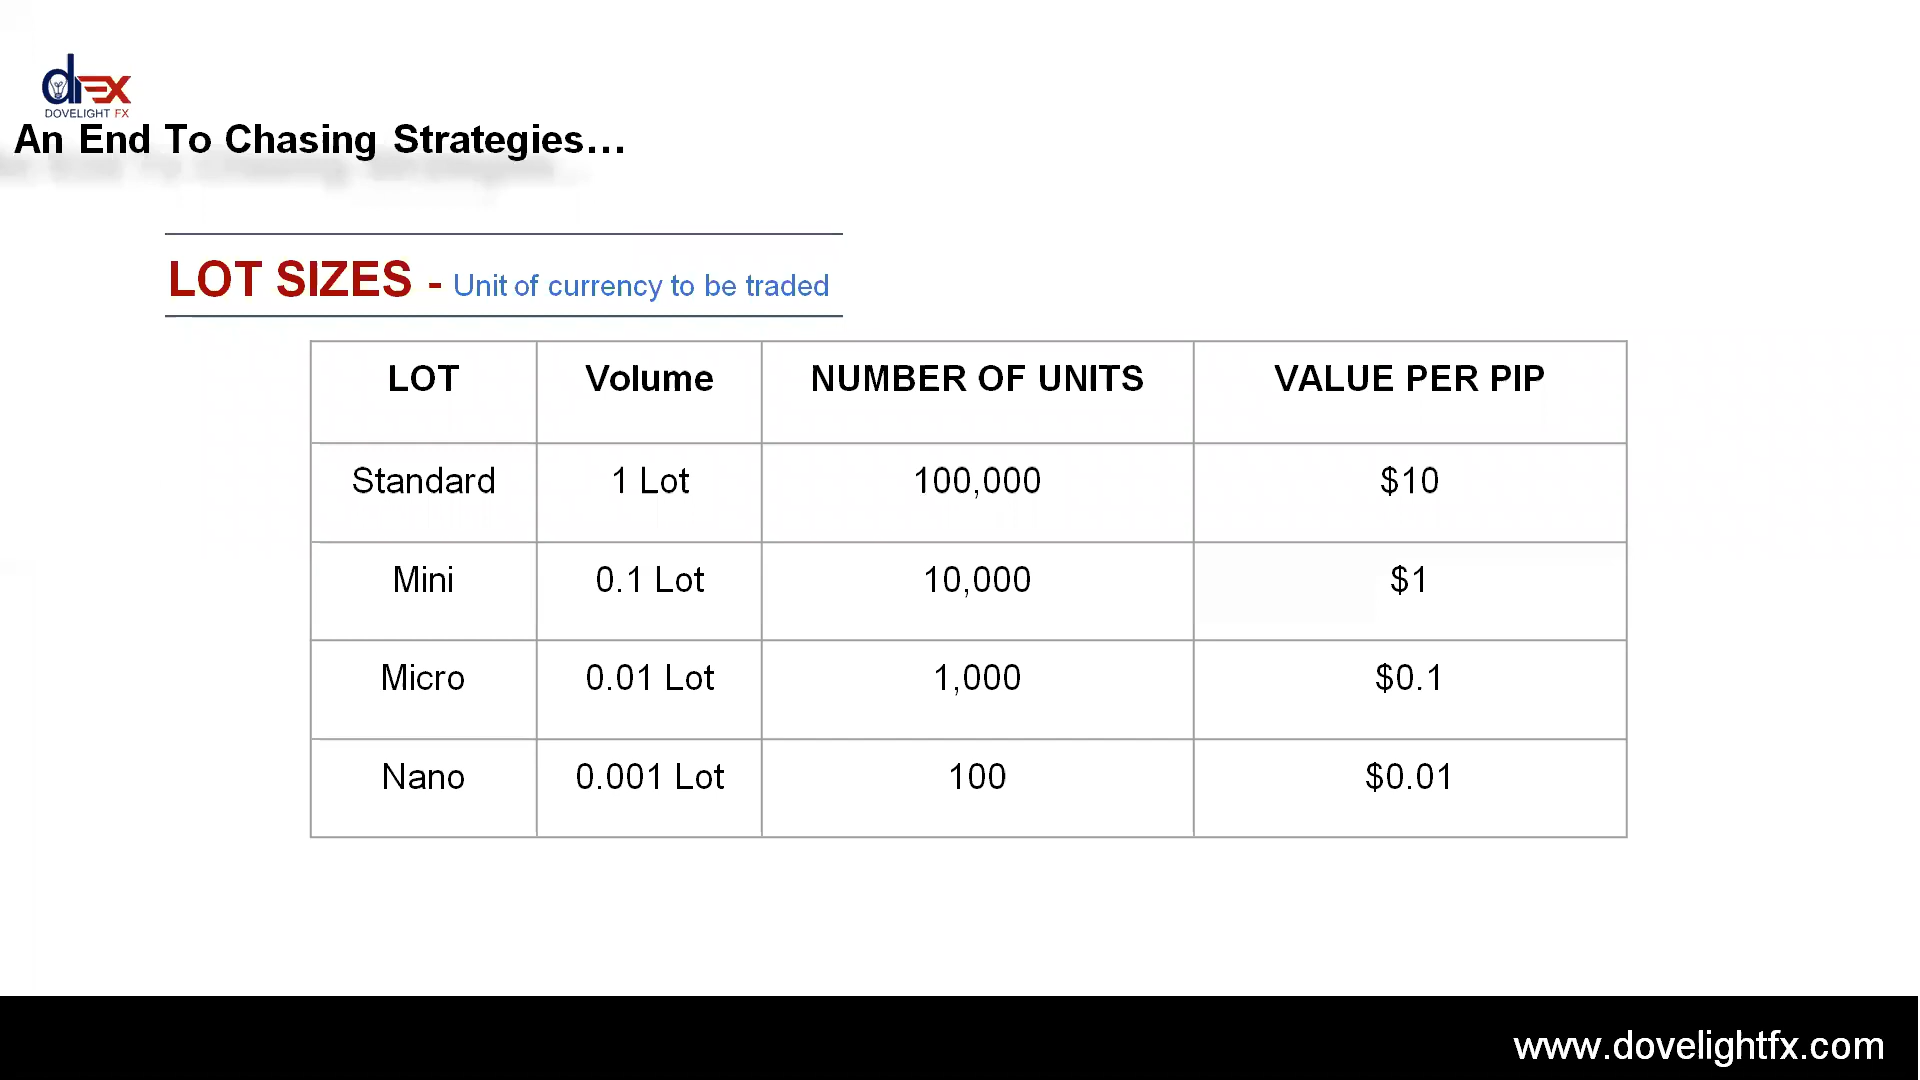 DOVELIGHT FX
An End To Chasing Strategies...
LOT SIZES - Unit of currency to be traded
LOT Volume NUMBER OF UNITS VALUE PER PIP
Standard 1 Lot 100,000 $10
Mini 0.1 Lot 10,000 $1
Micro 0.01 Lot 1,000 $0.1
Nano 0.001 Lot 100 $0.01
www.dovelightfx.com